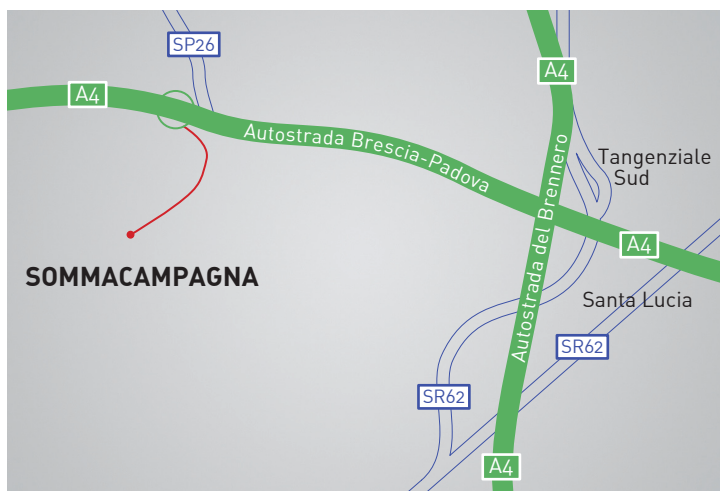 SP26
A4
A4
Autostrada Brescia-Padova
Tangenziale
Sud
Autostrada del Brennero
A4
SOMMACAMPAGNA
Santa Lucia
SR62
SR62
A4